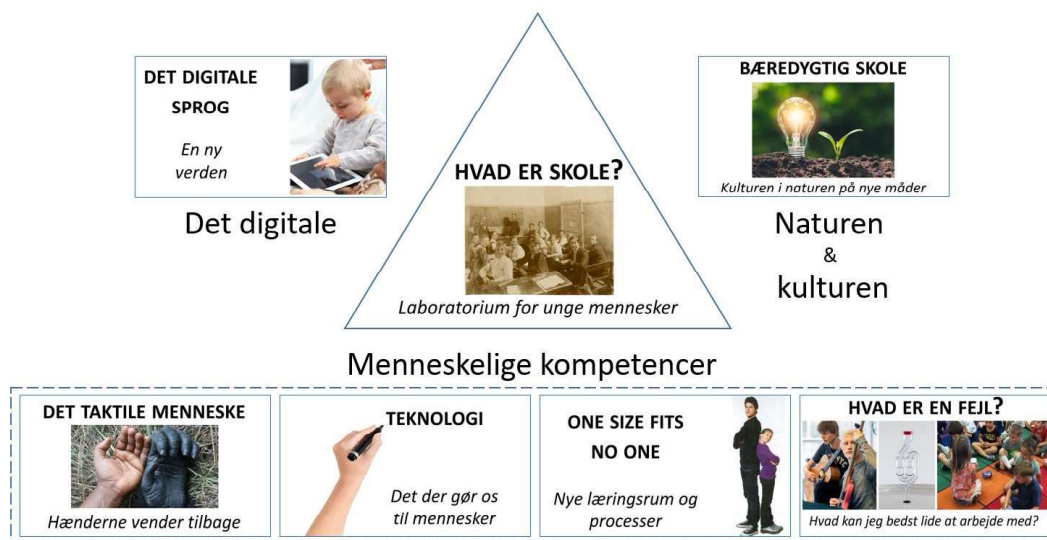 DET DIGITALE
SPROG
En ny
verden
Det digitale
HVAD ER SKOLE?
Laboratorium for unge mennesker
BÆREDYGTIG SKOLE
Kulturen i naturen på nye måder
Naturen
&
kulturen
Menneskelige kompetencer
DET TAKTILE MENNESKE
Hænderne vender tilbage
TEKNOLOGI
Det der gør os
til mennesker
ONE SIZE FITS
NO ONE
Nye læringsrum og
processer
HVAD ER EN FEJL?
Hvad kan jeg bedst lide at arbejde med?